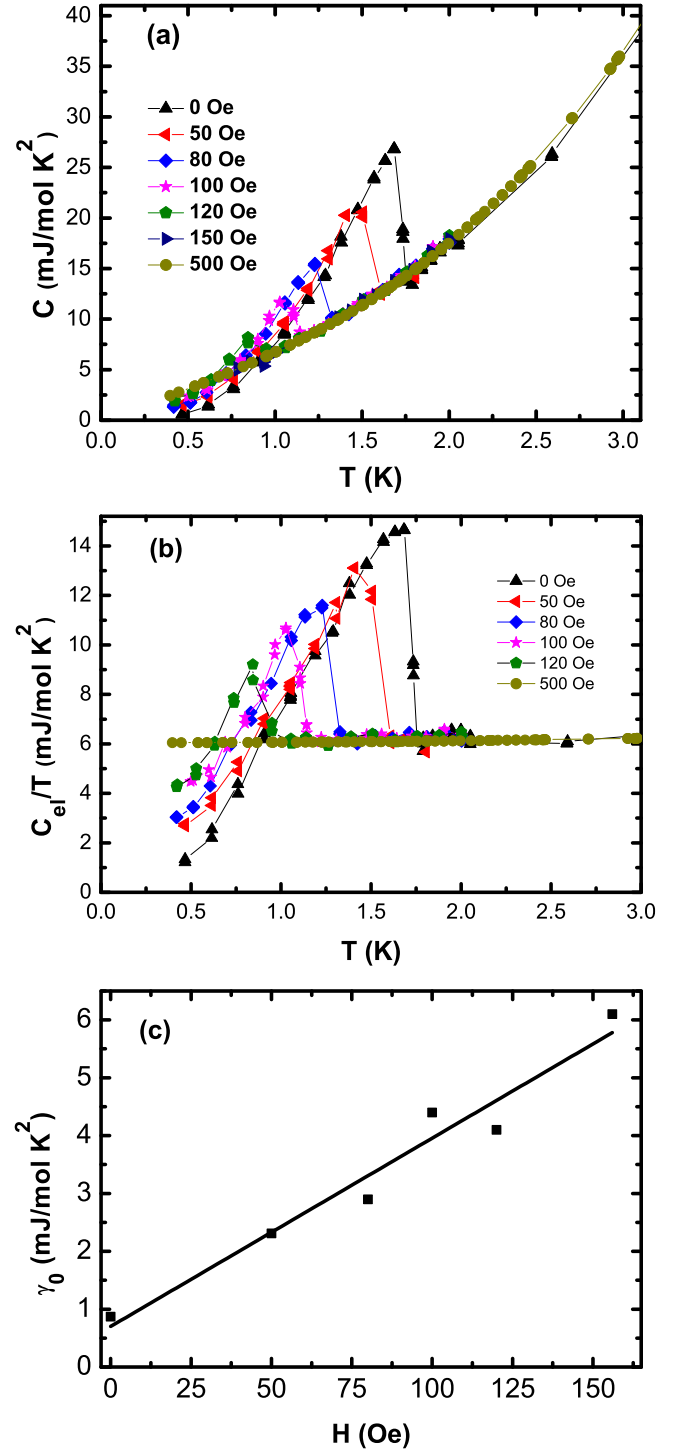 (a)
0 Oe
50 Oe
80 Oe
100 Oe
120 Oe
150 Oe
500 Oe
C (mJ/mol K²)
40
35
30
25
20
15
10
5
0
0.0 0.5 1.0 1.5 2.0 2.5 3.0
T (K)
(b)
0 Oe
50 Oe
80 Oe
100 Oe
120 Oe
500 Oe
C_el/T (mJ/mol K²)
14
12
10
8
6
4
2
0
0.0 0.5 1.0 1.5 2.0 2.5 3.0
T (K)
(c)
γ₀ (mJ/mol K²)
6
5
4
3
2
1
0
0 25 50 75 100 125 150
H (Oe)